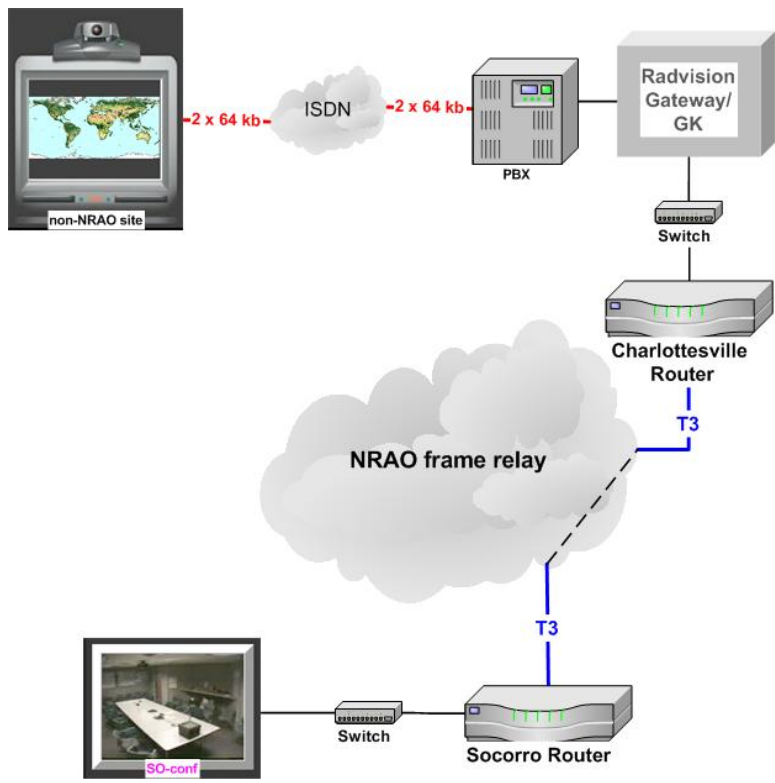 non-NRAO site
2 x 64 kb
ISDN
2 x 64 kb
PBX
Radvision
Gateway/
GK
Switch
Charlottesville
Router
T3
NRAO frame relay
T3
SO-conf
Switch
Socorro Router